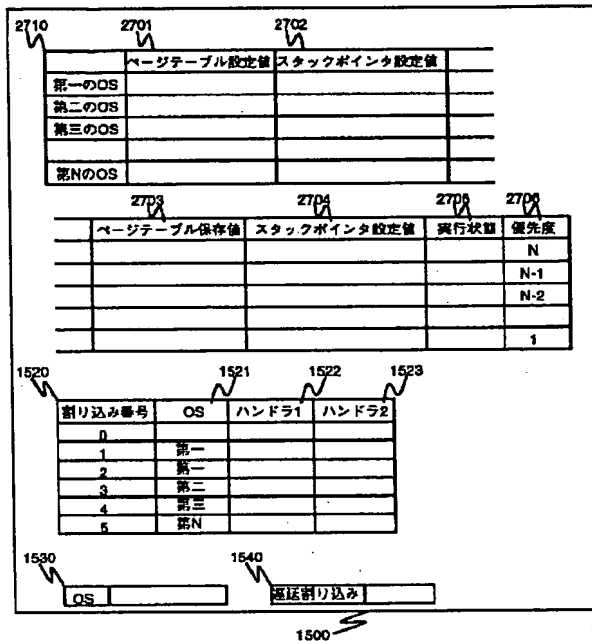 2710 2701 2702
ページテーブル設定値 スタックポインタ設定値
第一のOS
第二のOS
第三のOS
第NのOS
2703 2704 2705 2706
ページテーブル保存値 スタックポインタ設定値 実行状態 優先度
N
N-1
N-2
1
1520 1521 1522 1523
割り込み番号 OS ハンドラ1 ハンドラ2
0
1 第一
2 第一
3 第二
4 第三
5 第N
1530 1540
OS 遅延割り込み
1500